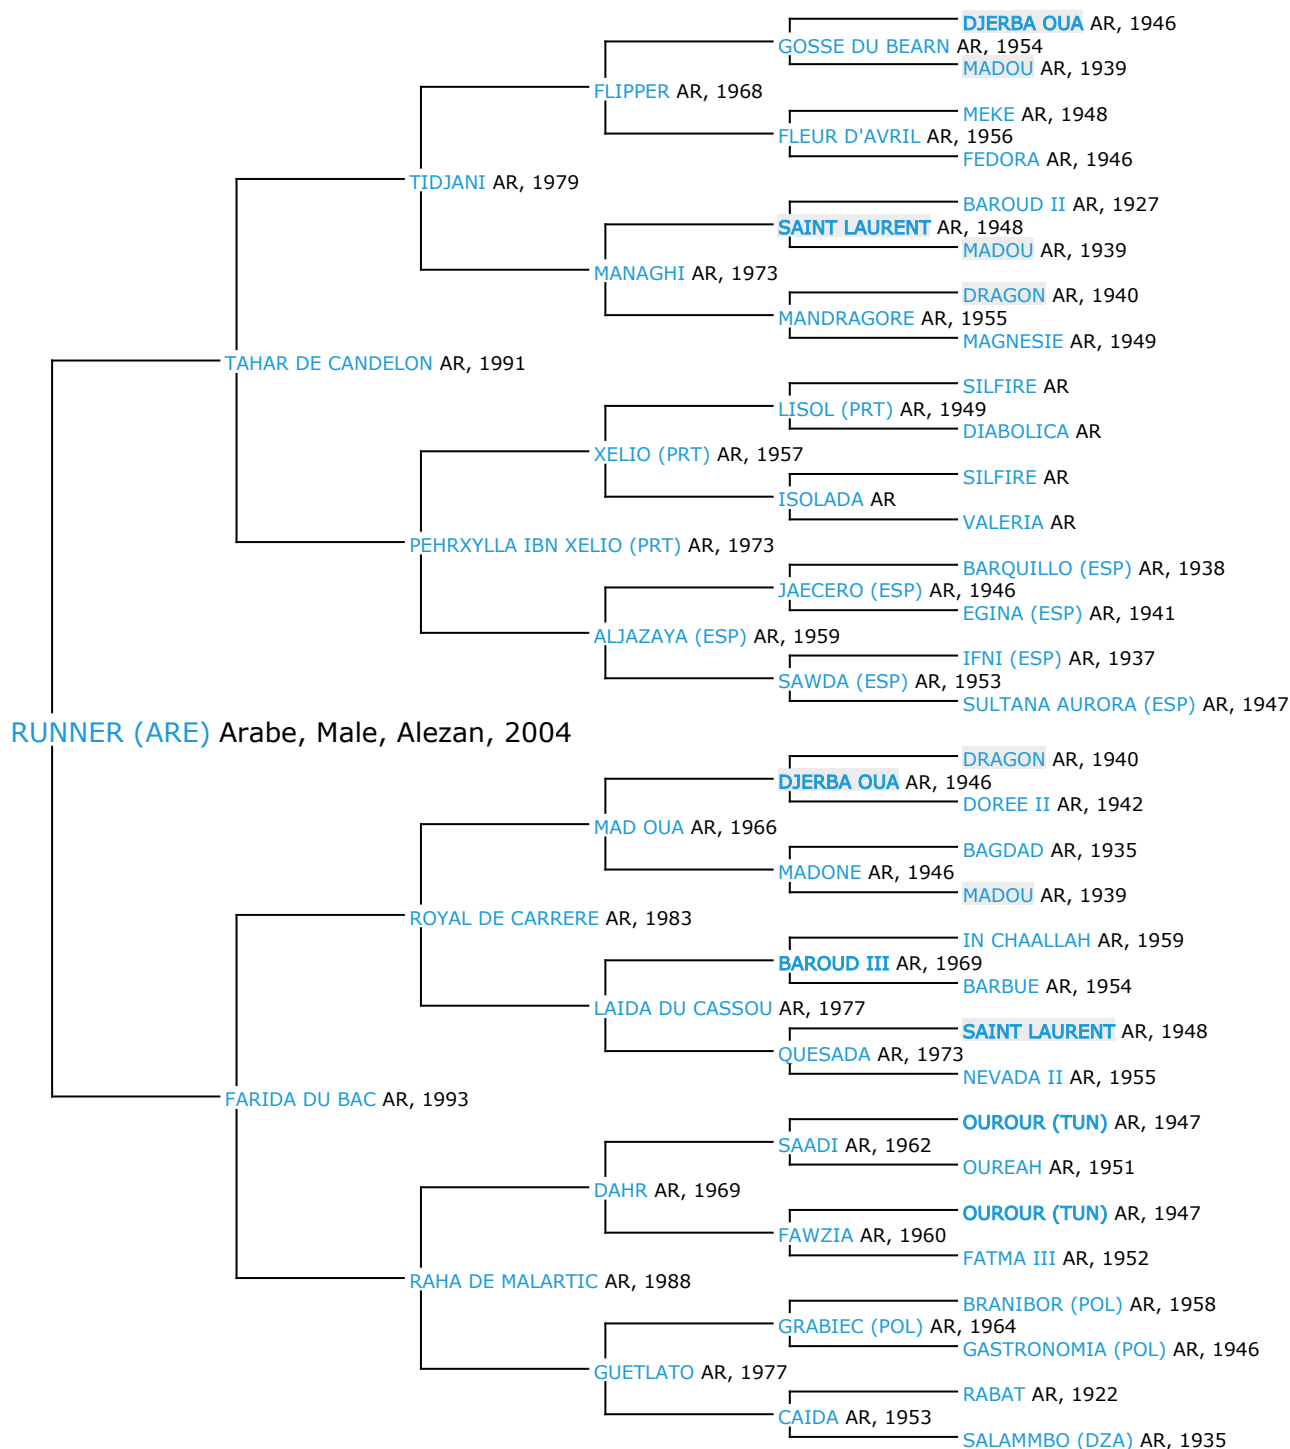 DJERBA OUA AR, 1946
GOSSE DU BEARN AR, 1954
MADOU AR, 1939
FLIPPER AR, 1968
MEKE AR, 1948
FLEUR D'AVRIL AR, 1956
FEDORA AR, 1946
TIDJANI AR, 1979
BAROUD II AR, 1927
SAINT LAURENT AR, 1948
MADOU AR, 1939
MANAGHI AR, 1973
DRAGON AR, 1940
MANDRAGORE AR, 1955
MAGNESIE AR, 1949
TAHAR DE CANDELON AR, 1991
SILFIRE AR
LISOL (PRT) AR, 1949
DIABOLICA AR
XELIO (PRT) AR, 1957
SILFIRE AR
ISOLADA AR
VALERIA AR
PEHRXYLLA IBN XELIO (PRT) AR, 1973
BARQUILLO (ESP) AR, 1938
JAECERO (ESP) AR, 1946
EGINA (ESP) AR, 1941
ALJAZAYA (ESP) AR, 1959
IFNI (ESP) AR, 1937
SAWDA (ESP) AR, 1953
SULTANA AURORA (ESP) AR, 1947
RUNNER (ARE) Arabe, Male, Alezan, 2004
DRAGON AR, 1940
DJERBA OUA AR, 1946
DOREE II AR, 1942
MAD OUA AR, 1966
BAGDAD AR, 1935
MADONE AR, 1946
MADOU AR, 1939
ROYAL DE CARRERE AR, 1983
IN CHAALLAH AR, 1959
BAROUD III AR, 1969
BARBUE AR, 1954
LAIDA DU CASSOU AR, 1977
SAINT LAURENT AR, 1948
QUESADA AR, 1973
NEVADA II AR, 1955
FARIDA DU BAC AR, 1993
OUROUR (TUN) AR, 1947
SAADI AR, 1962
OUREAH AR, 1951
DAHR AR, 1969
OUROUR (TUN) AR, 1947
FAWZIA AR, 1960
FATMA III AR, 1952
RAHA DE MALARTIC AR, 1988
BRANIBOR (POL) AR, 1958
GRABIEC (POL) AR, 1964
GASTRONOMIA (POL) AR, 1946
GUETLATO AR, 1977
RABAT AR, 1922
CAIDA AR, 1953
SALAMMBO (DZA) AR, 1935